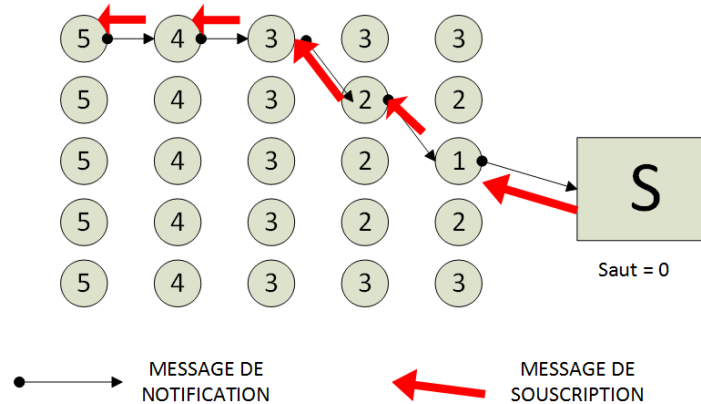 5 4 3 3 3
5 4 3 2 2
5 4 3 2 1
S
5 4 3 2 2
Saut = 0
5 4 3 2 3
MESSAGE DE
NOTIFICATION
MESSAGE DE
SOUSCRIPTION